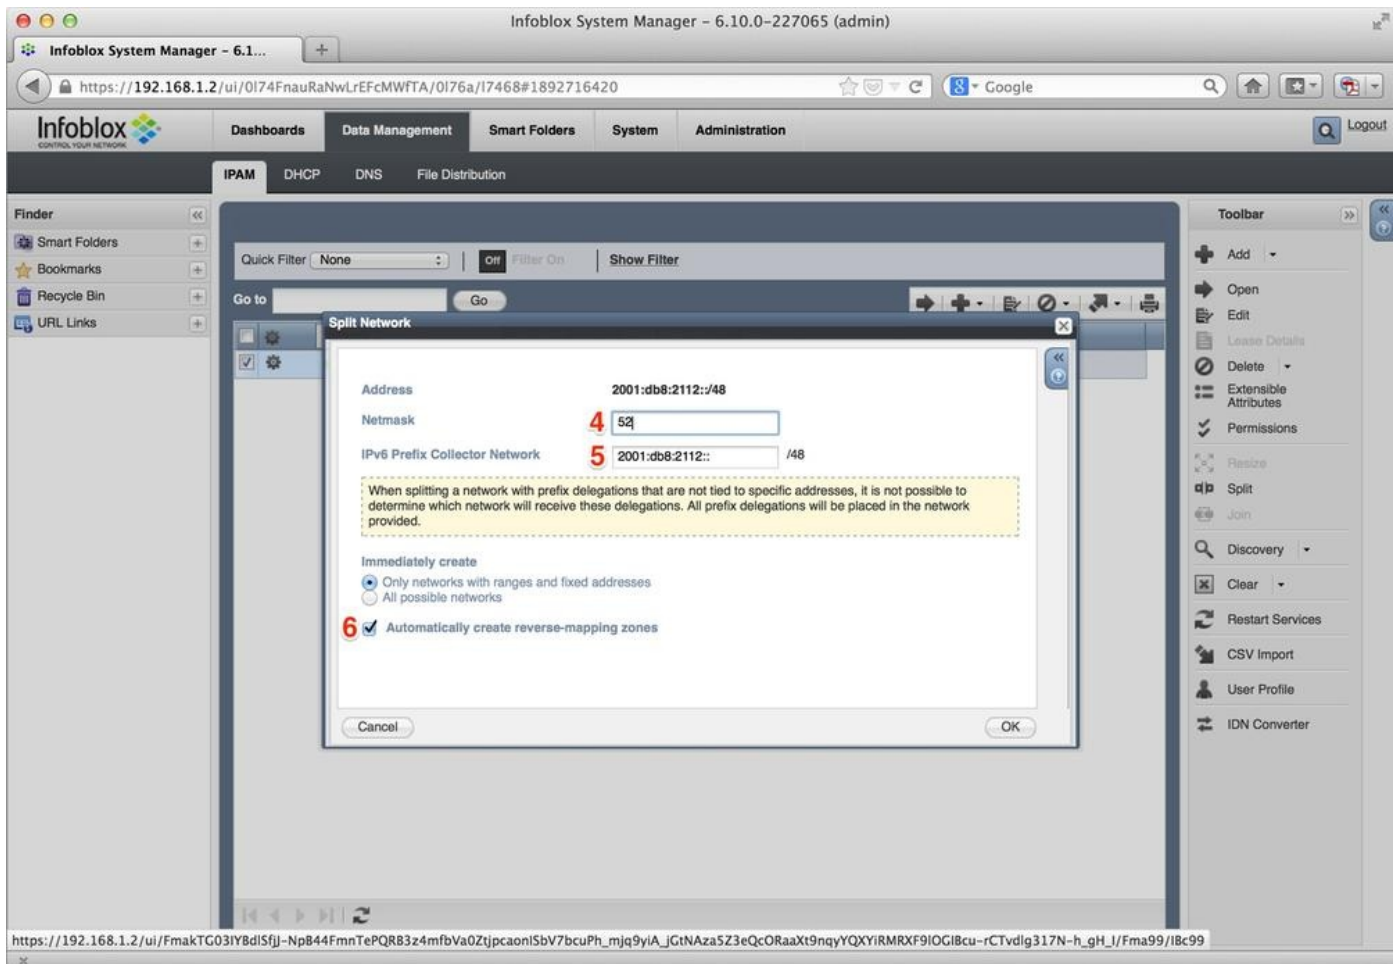 Infoblox System Manager – 6.10.0–227065 (admin)
Infoblox System Manager – 6.1...
https://192.168.1.2/ui/0l74FnauRaNwLrEFcMWfTA/0l76a/l7468#1892716420
Google
Infoblox
CONTROL YOUR NETWORK
Dashboards
Data Management
Smart Folders
System
Administration
Logout
IPAM
DHCP
DNS
File Distribution
Finder
Smart Folders
Bookmarks
Recycle Bin
URL Links
Quick Filter
None
Off
Filter On
Show Filter
Go to
Go
Split Network
Address
2001:db8:2112::/48
Netmask
4
52
IPv6 Prefix Collector Network
5
2001:db8:2112::
/48
When splitting a network with prefix delegations that are not tied to specific addresses, it is not possible to
determine which network will receive these delegations. All prefix delegations will be placed in the network
provided.
Immediately create
Only networks with ranges and fixed addresses
All possible networks
6
Automatically create reverse-mapping zones
Cancel
OK
Toolbar
Add
Open
Edit
Lease Details
Delete
Extensible
Attributes
Permissions
Resize
Split
Join
Discovery
Clear
Restart Services
CSV Import
User Profile
IDN Converter